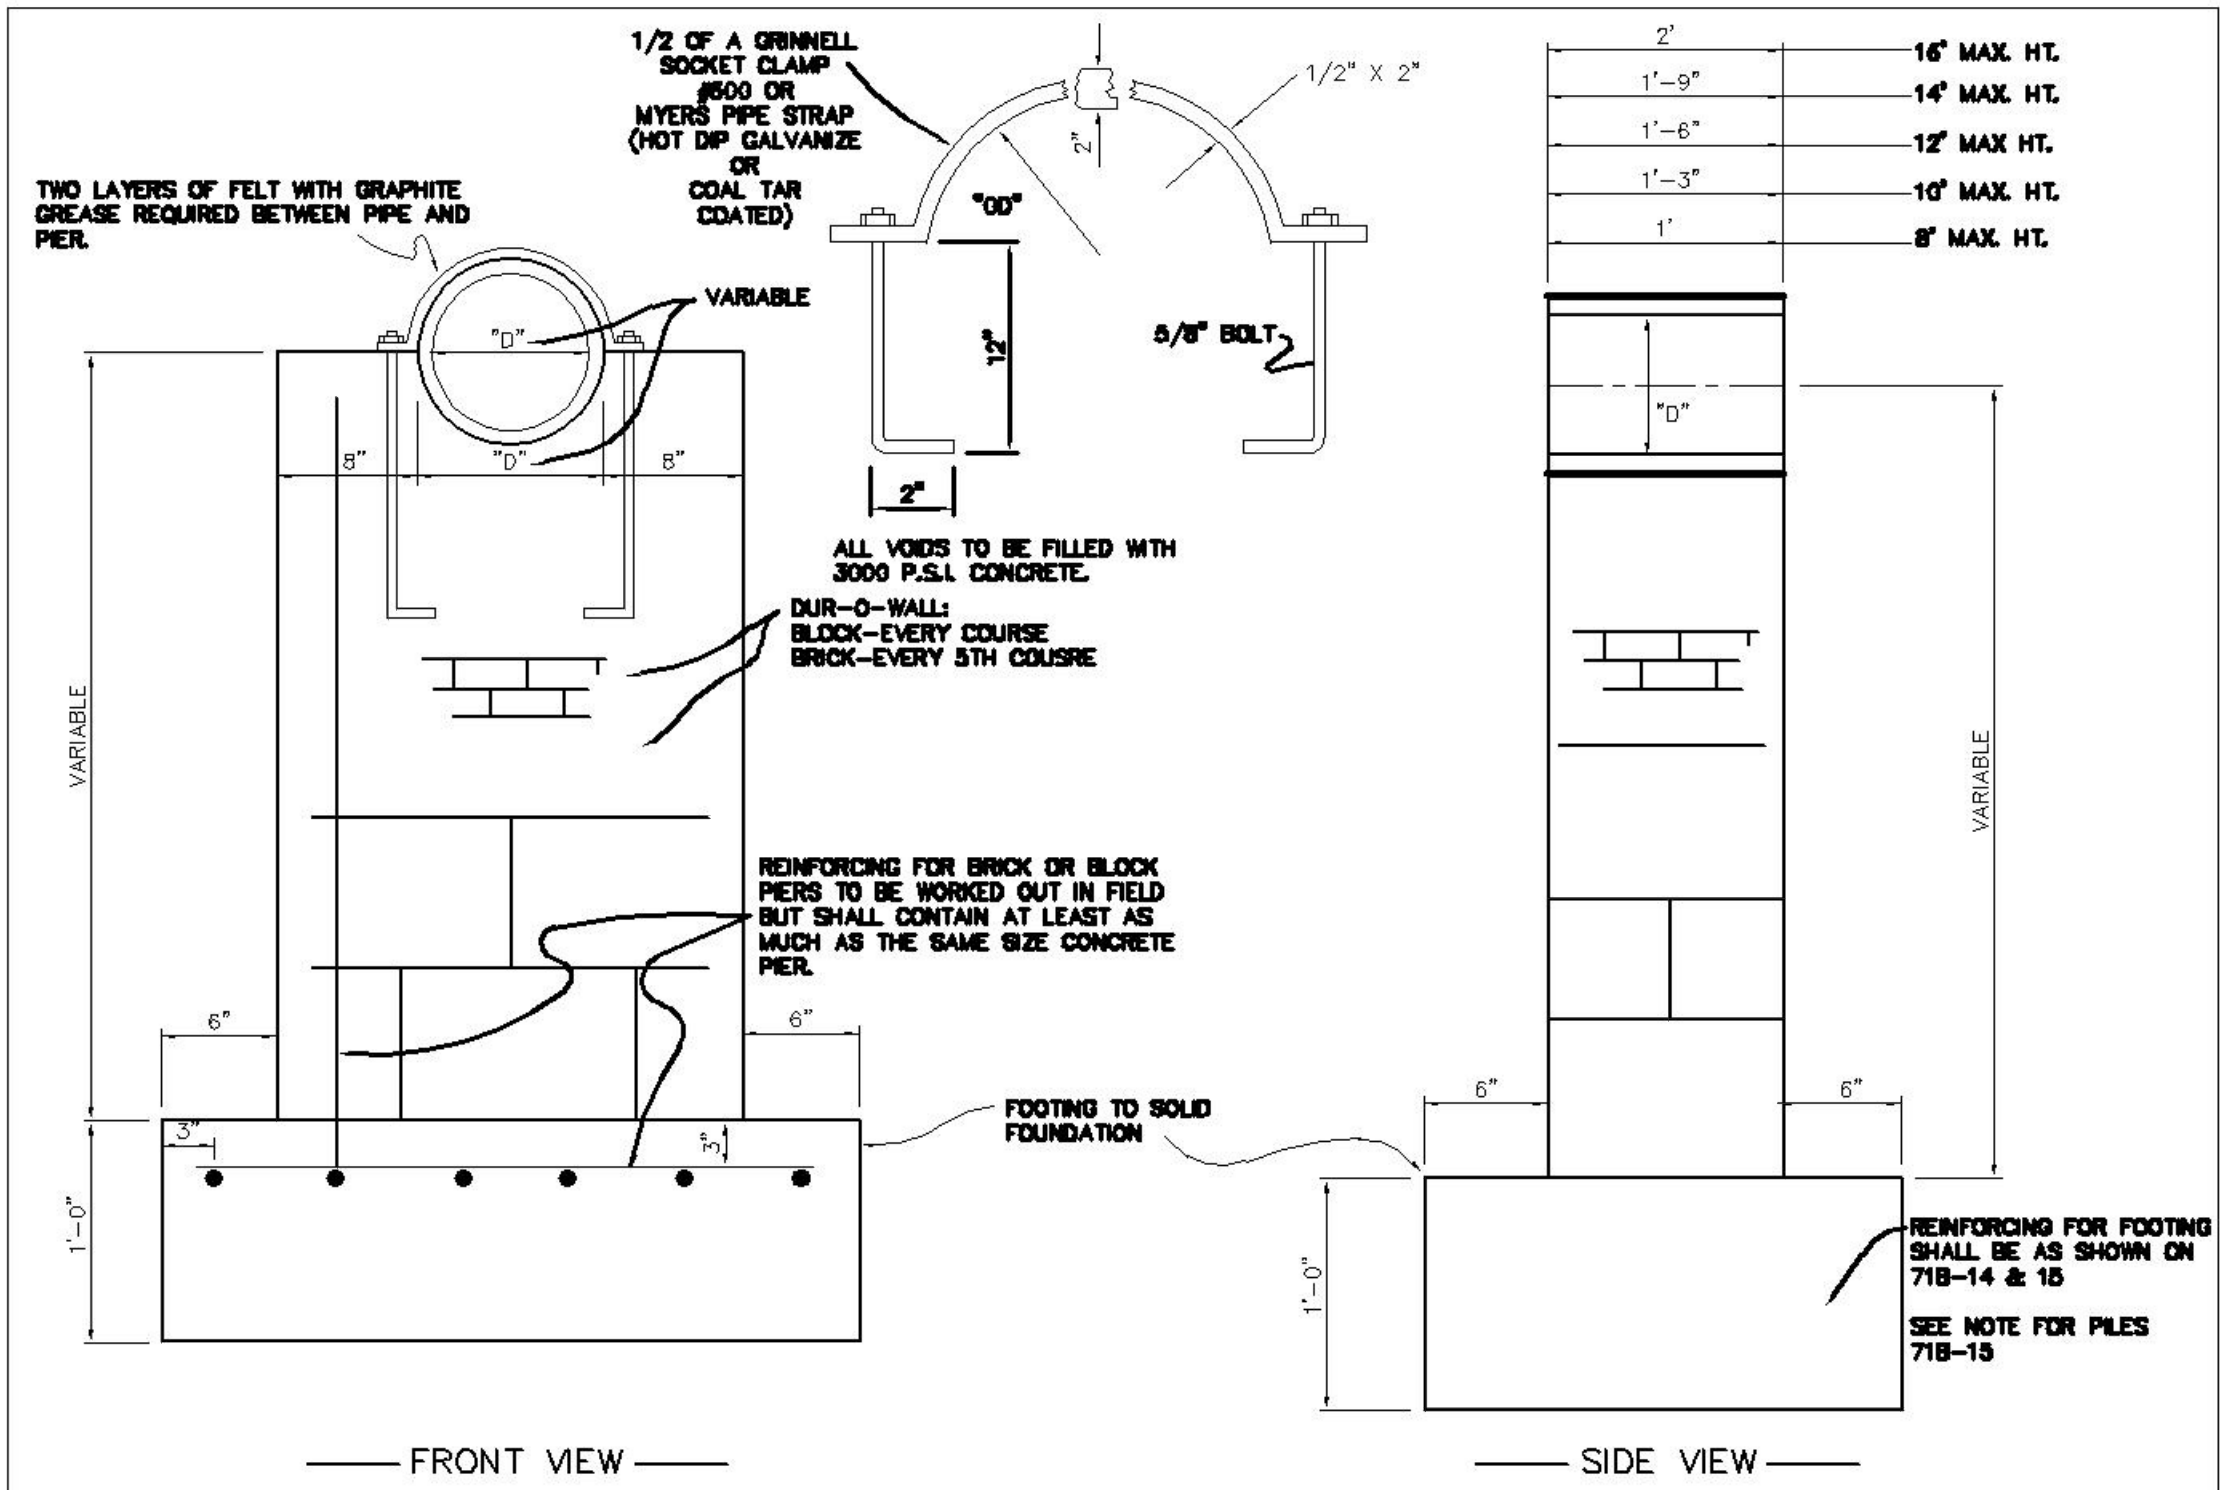 1/2 OF A GRINNELL
SOCKET CLAMP
#500 OR
MYERS PIPE STRAP
(HOT DIP GALVANIZE
OR
COAL TAR
COATED)
1/2" X 2"
2"
"OD"
12"
5/8" BOLT
2"
TWO LAYERS OF FELT WITH GRAPHITE
GREASE REQUIRED BETWEEN PIPE AND
PIER.
VARIABLE
"D"
8"
"D"
8"
ALL VOIDS TO BE FILLED WITH
3000 P.S.I. CONCRETE.
DUR-O-WALL:
BLOCK-EVERY COURSE
BRICK-EVERY 5TH COUSRE
VARIABLE
REINFORCING FOR BRICK OR BLOCK
PIERS TO BE WORKED OUT IN FIELD
BUT SHALL CONTAIN AT LEAST AS
MUCH AS THE SAME SIZE CONCRETE
PIER.
6"
6"
3"
3"
1'-0"
FOOTING TO SOLID
FOUNDATION
FRONT VIEW
2' 16' MAX. HT.
1'-9" 14' MAX. HT.
1'-6" 12' MAX HT.
1'-3" 10' MAX. HT.
1' 8' MAX. HT.
"D"
VARIABLE
6"
6"
1'-0"
REINFORCING FOR FOOTING
SHALL BE AS SHOWN ON
71B-14 & 15
SEE NOTE FOR PILES
71B-15
SIDE VIEW